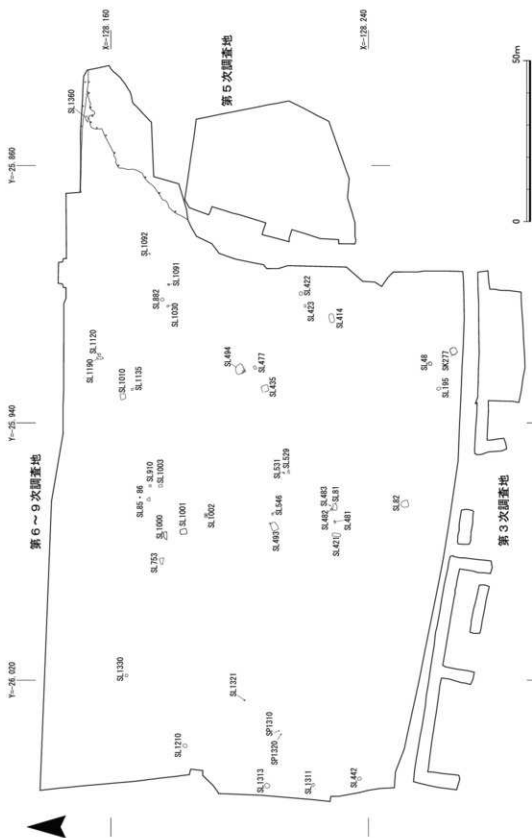 X=-128.160
X=-128.240
Y=-25.860
Y=-25.940
Y=-26.020
第5次調査地
第6～9次調査地
第3次調査地
SL1360
SL1092
SL1091
SL882
SL1030
SL1120
SL1190
SL1010
SL1135
SL422
SL423
SL414
SL494
SL477
SL435
SL48
SL195
SK277
SL910
SL85・86
SL1003
SL1000
SL1001
SL1002
SL753
SL531
SL529
SL546
SL493
SL483
SL81
SL482
SL481
SL421
SL82
SL1330
SL1321
SL1210
SP1310
SP1320
SL1313
SL1311
SL442
0
50m